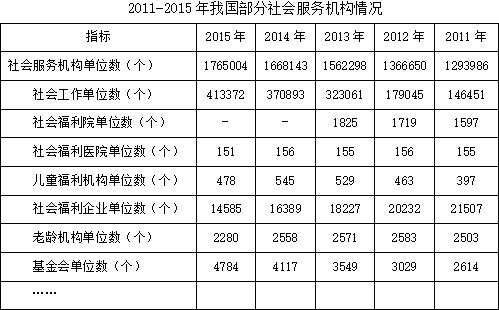 2011-2015 年我国部分社会服务机构情况
指标 2015 年 2014 年 2013 年 2012 年 2011 年
社会服务机构单位数（个） 1765004 1668143 1562298 1366650 1293986
社会工作单位数（个） 413372 370893 323061 179045 146451
社会福利院单位数（个） - - 1825 1719 1597
社会福利医院单位数（个） 151 156 155 156 155
儿童福利机构单位数（个） 478 545 529 463 397
社会福利企业单位数（个） 14585 16389 18227 20232 21507
老龄机构单位数（个） 2280 2558 2571 2583 2503
基金会单位数（个） 4784 4117 3549 3029 2614
……